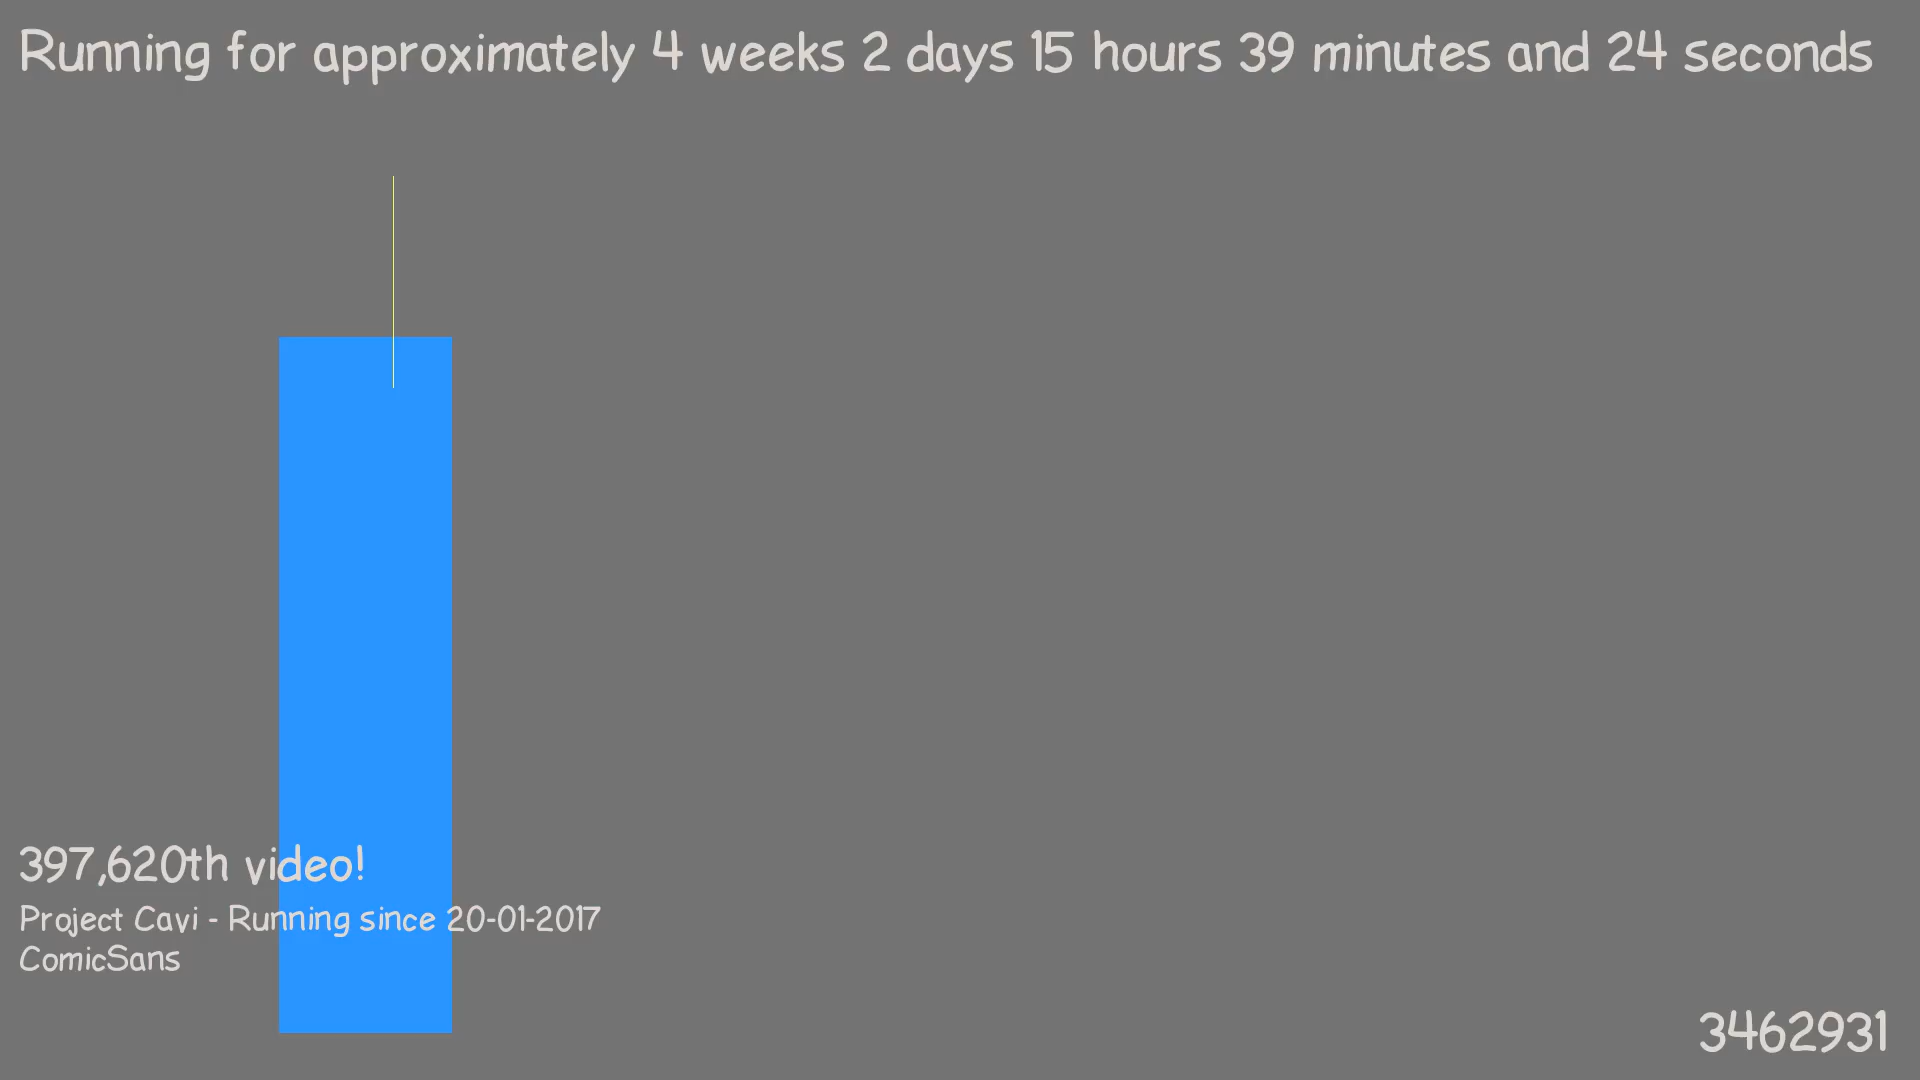 Running for approximately 4 weeks 2 days 15 hours 39 minutes and 24 seconds
397,620th video!
Project Cavi - Running since 20-01-2017
ComicSans
3462931